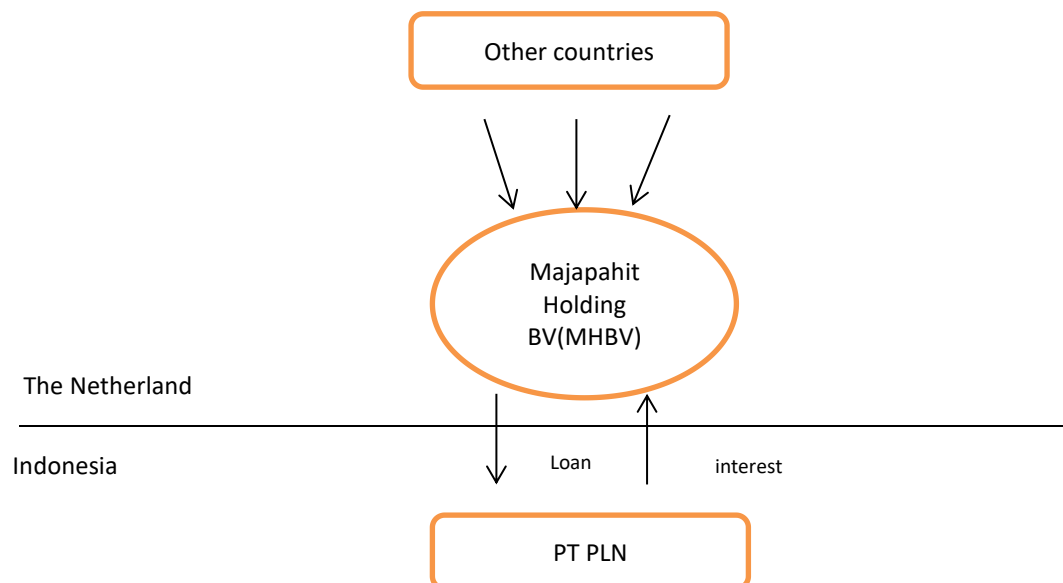 Other countries
Majapahit
Holding
BV(MHBV)
The Netherland
Indonesia
Loan
interest
PT PLN